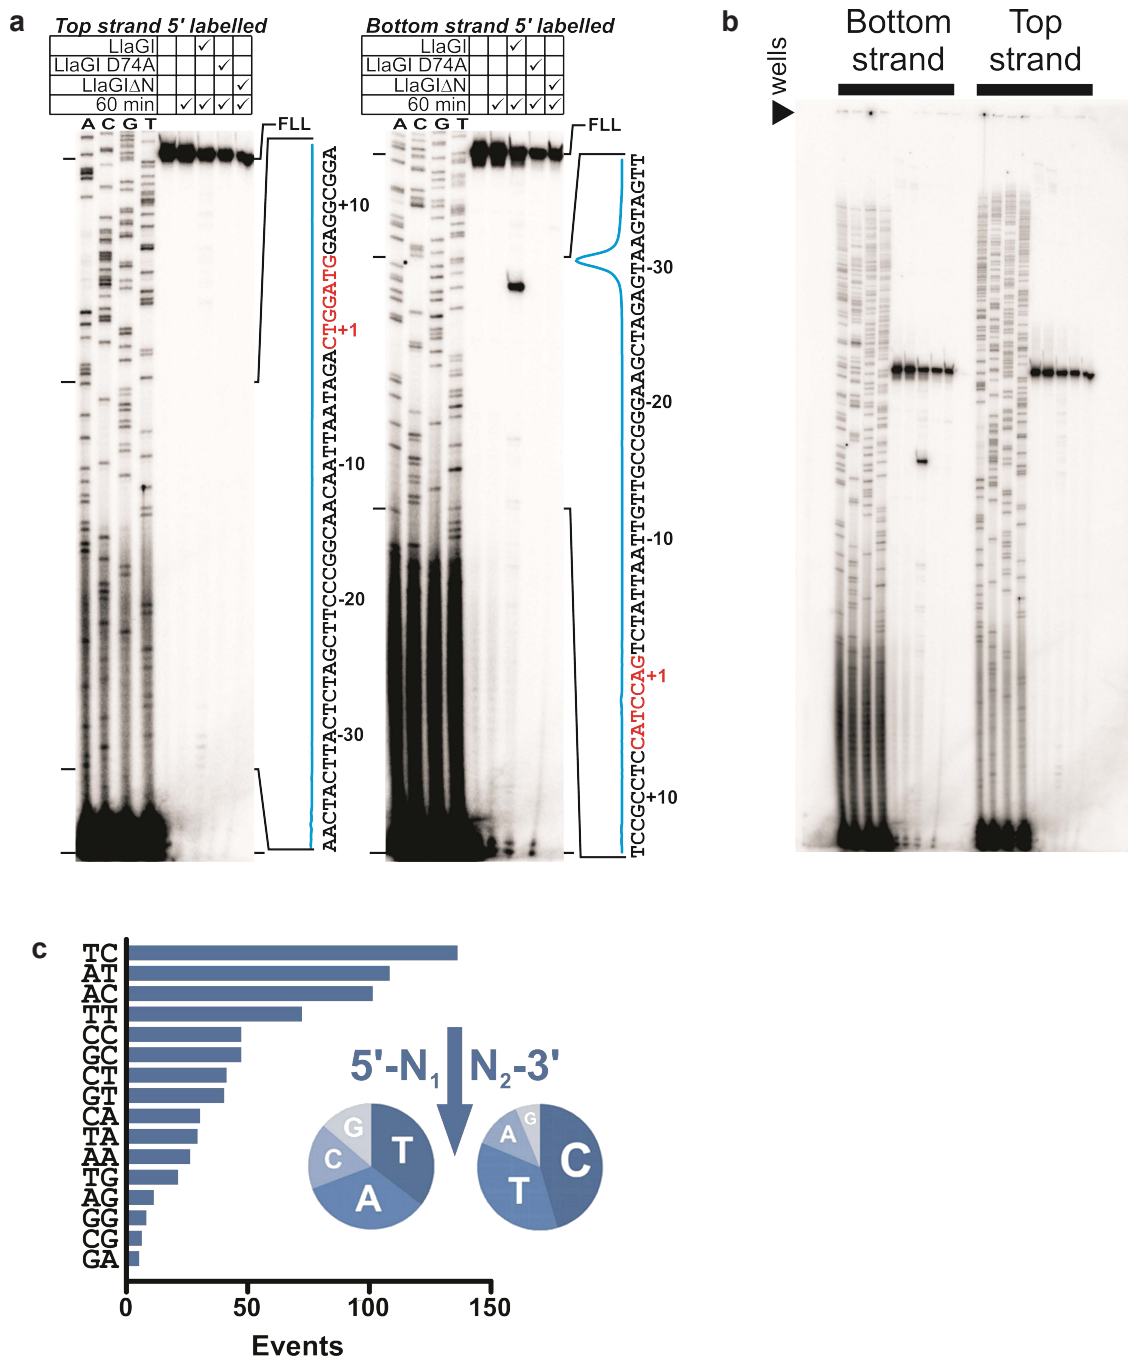 a
Top strand 5' labelled
LlaGI ✓
LlaGI D74A ✓
LlaGIΔN ✓
60 min ✓ ✓ ✓ ✓
A C G T
FLL
AACTACTTACTCTAGCTTCCCGGCAACAATTAATAGACTGGATGGAGGCGGA
+10
+1
-10
-20
-30
Bottom strand 5' labelled
LlaGI ✓
LlaGI D74A ✓
LlaGIΔN ✓
60 min ✓ ✓ ✓ ✓
A C G T
FLL
TCCGCCTCCATCCAGTCTATTAATTGTTGCCGGGAAGCTAGAGTAAGTAGTT
-30
-20
-10
+1
+10
b
wells
Bottom strand
Top strand
c
TC
AT
AC
TT
CC
GC
CT
GT
CA
TA
AA
TG
AG
GG
CG
GA
0 50 100 150
Events
5'-N1 N2-3'
G T C A
G A C T